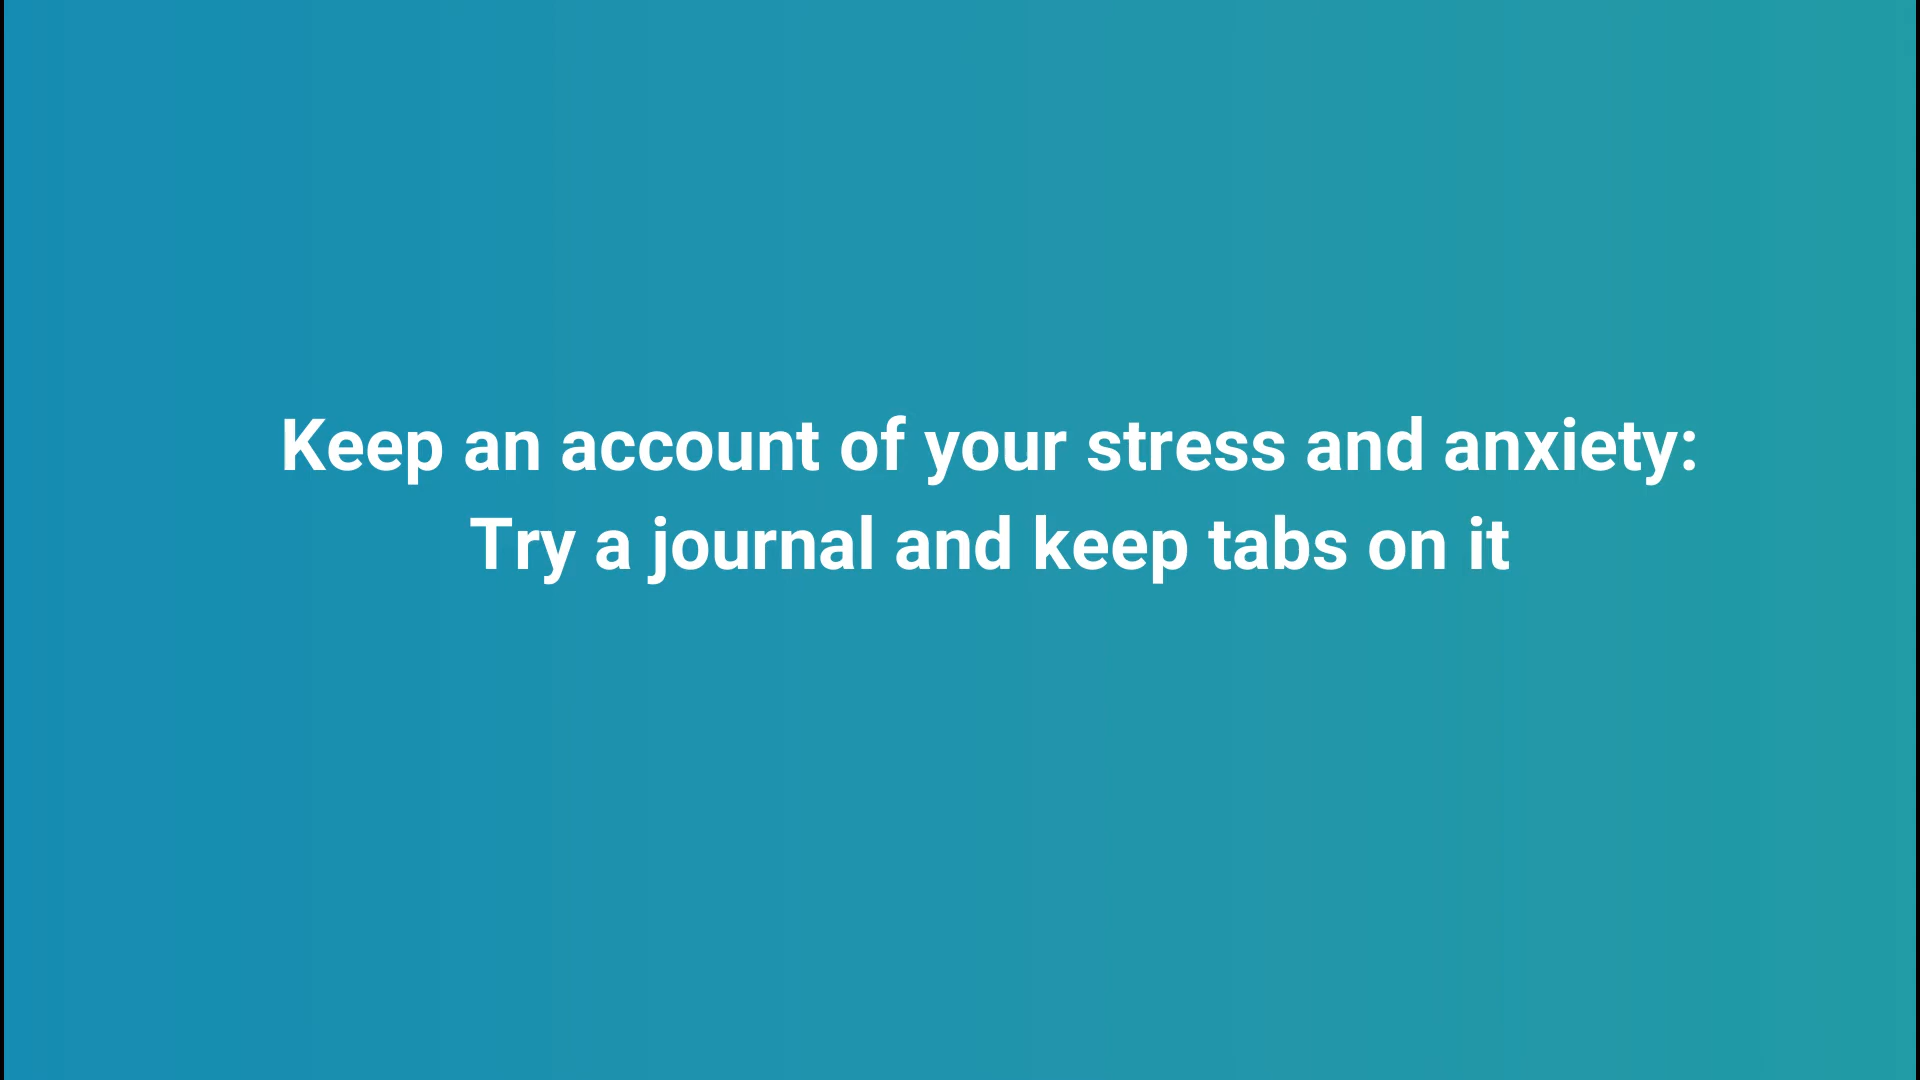 Keep an account of your stress and anxiety:
Try a journal and keep tabs on it